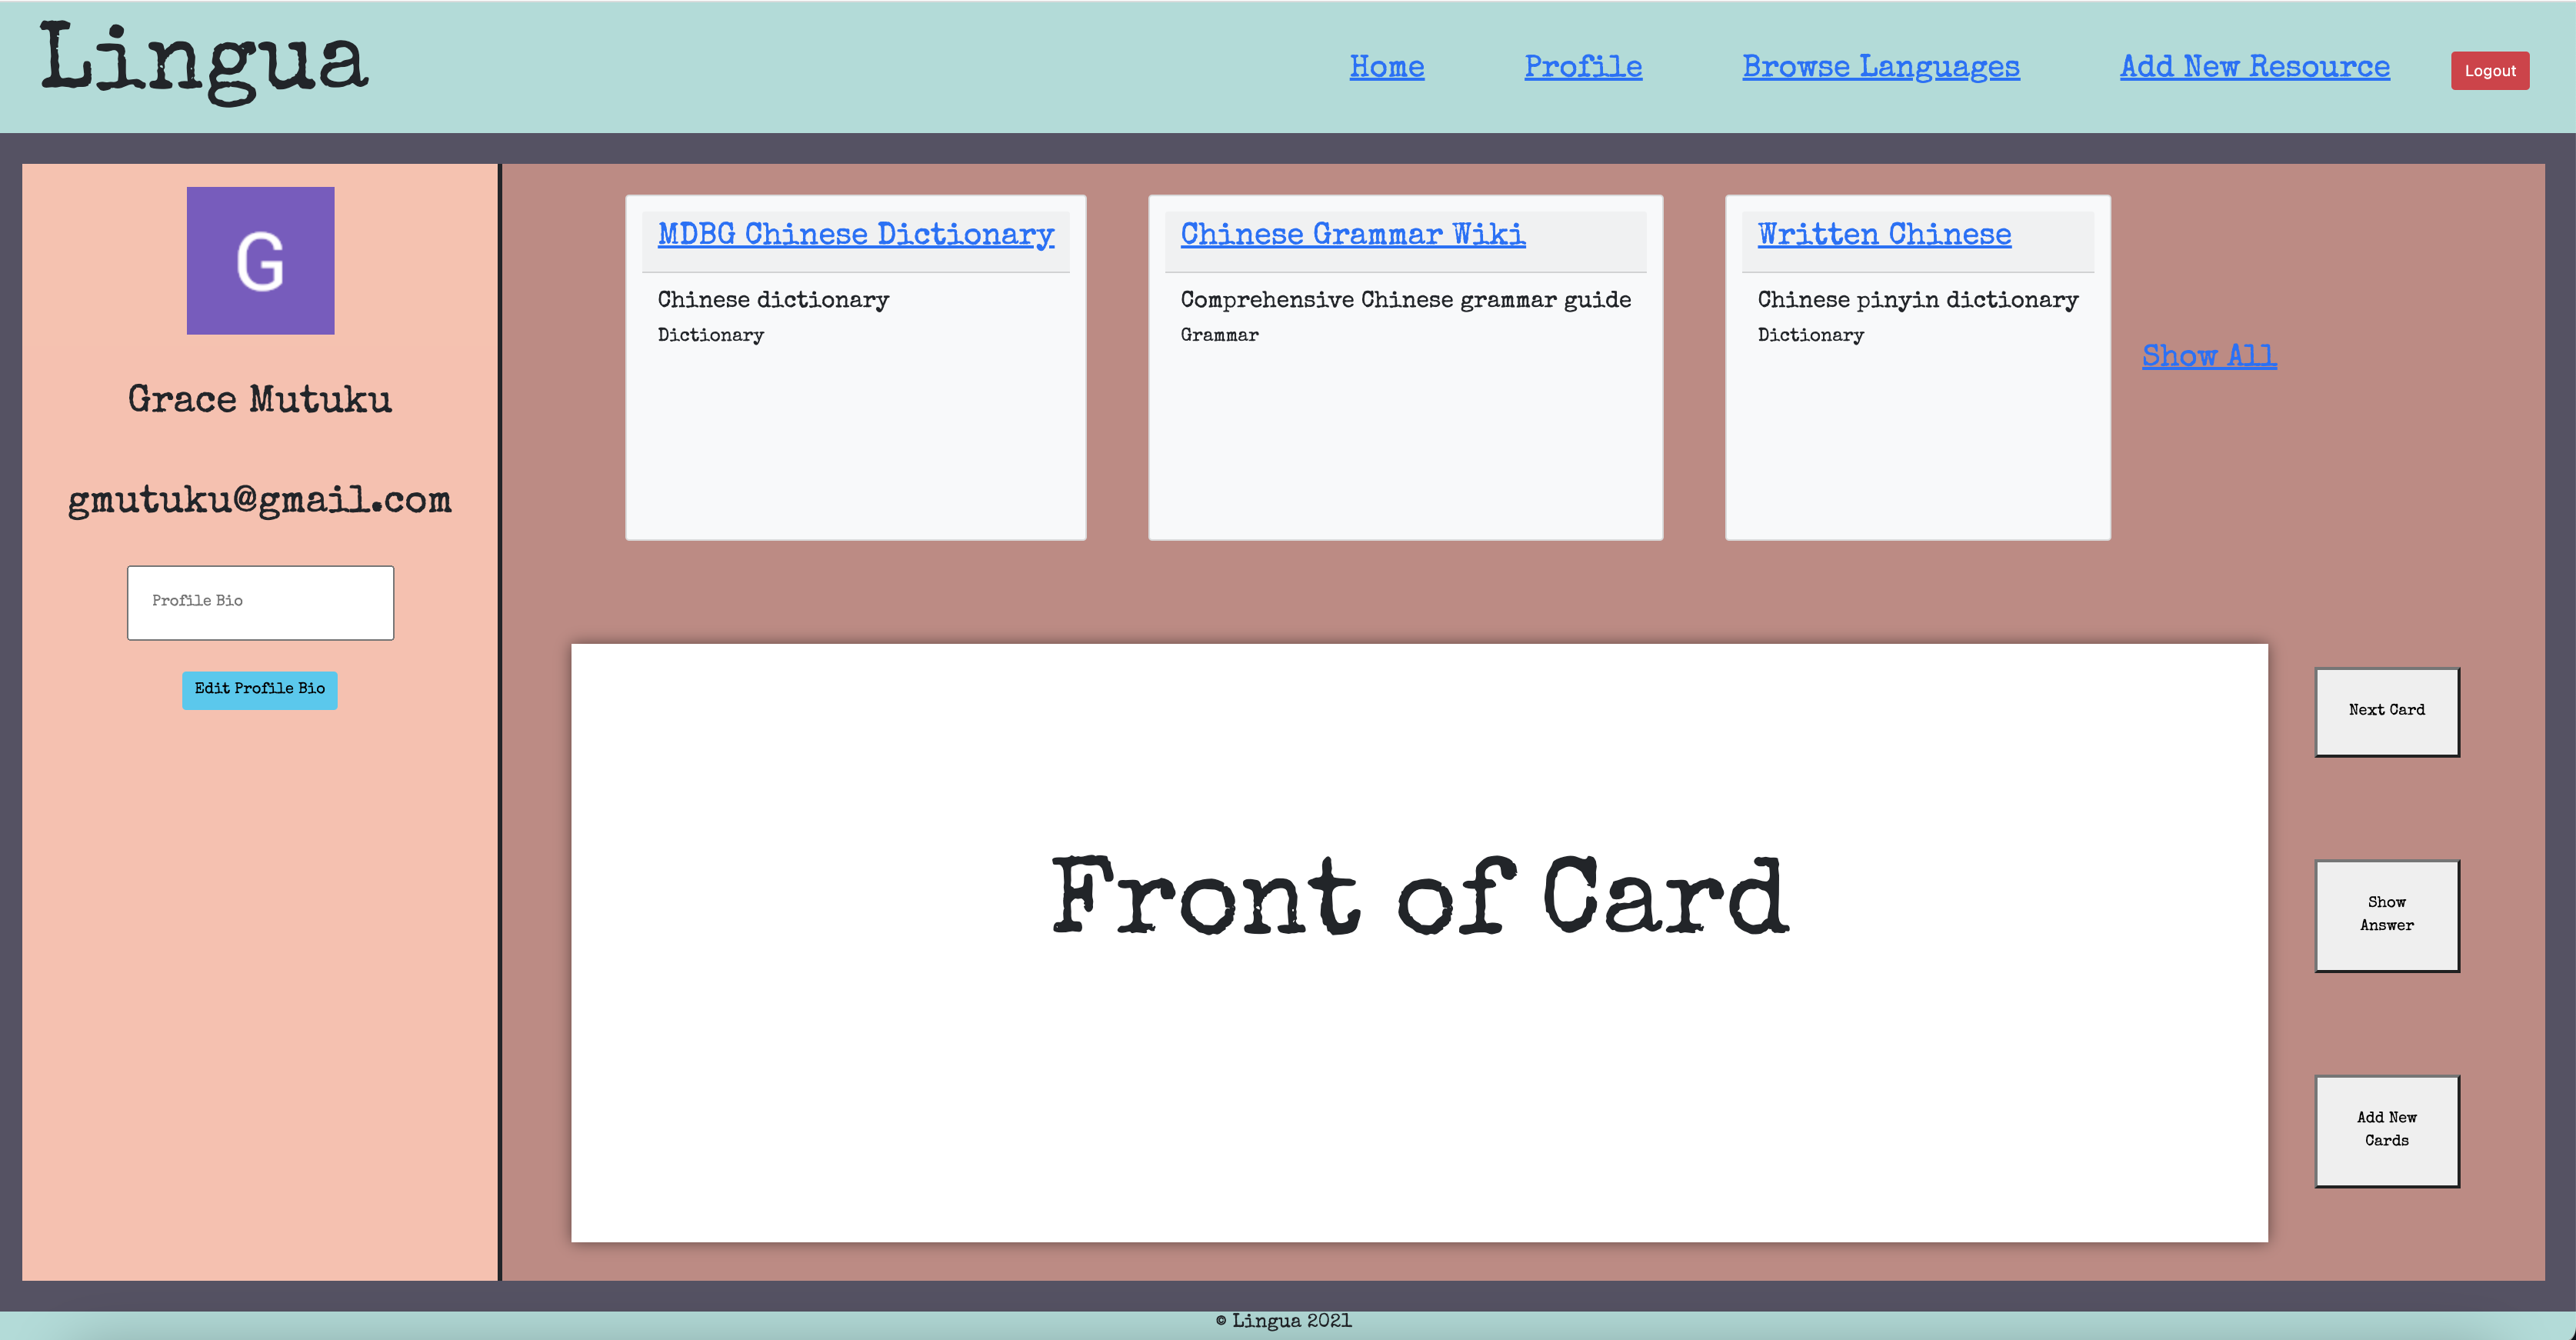 Lingua
Home Profile Browse Languages Add New Resource Logout
G
Grace Mutuku
gmutuku@gmail.com
Profile Bio
Edit Profile Bio
MDBG Chinese Dictionary
Chinese dictionary
Dictionary
Chinese Grammar Wiki
Comprehensive Chinese grammar guide
Grammar
Written Chinese
Chinese pinyin dictionary
Dictionary
Show All
Front of Card
Next Card
Show
Answer
Add New
Cards
© Lingua 2021